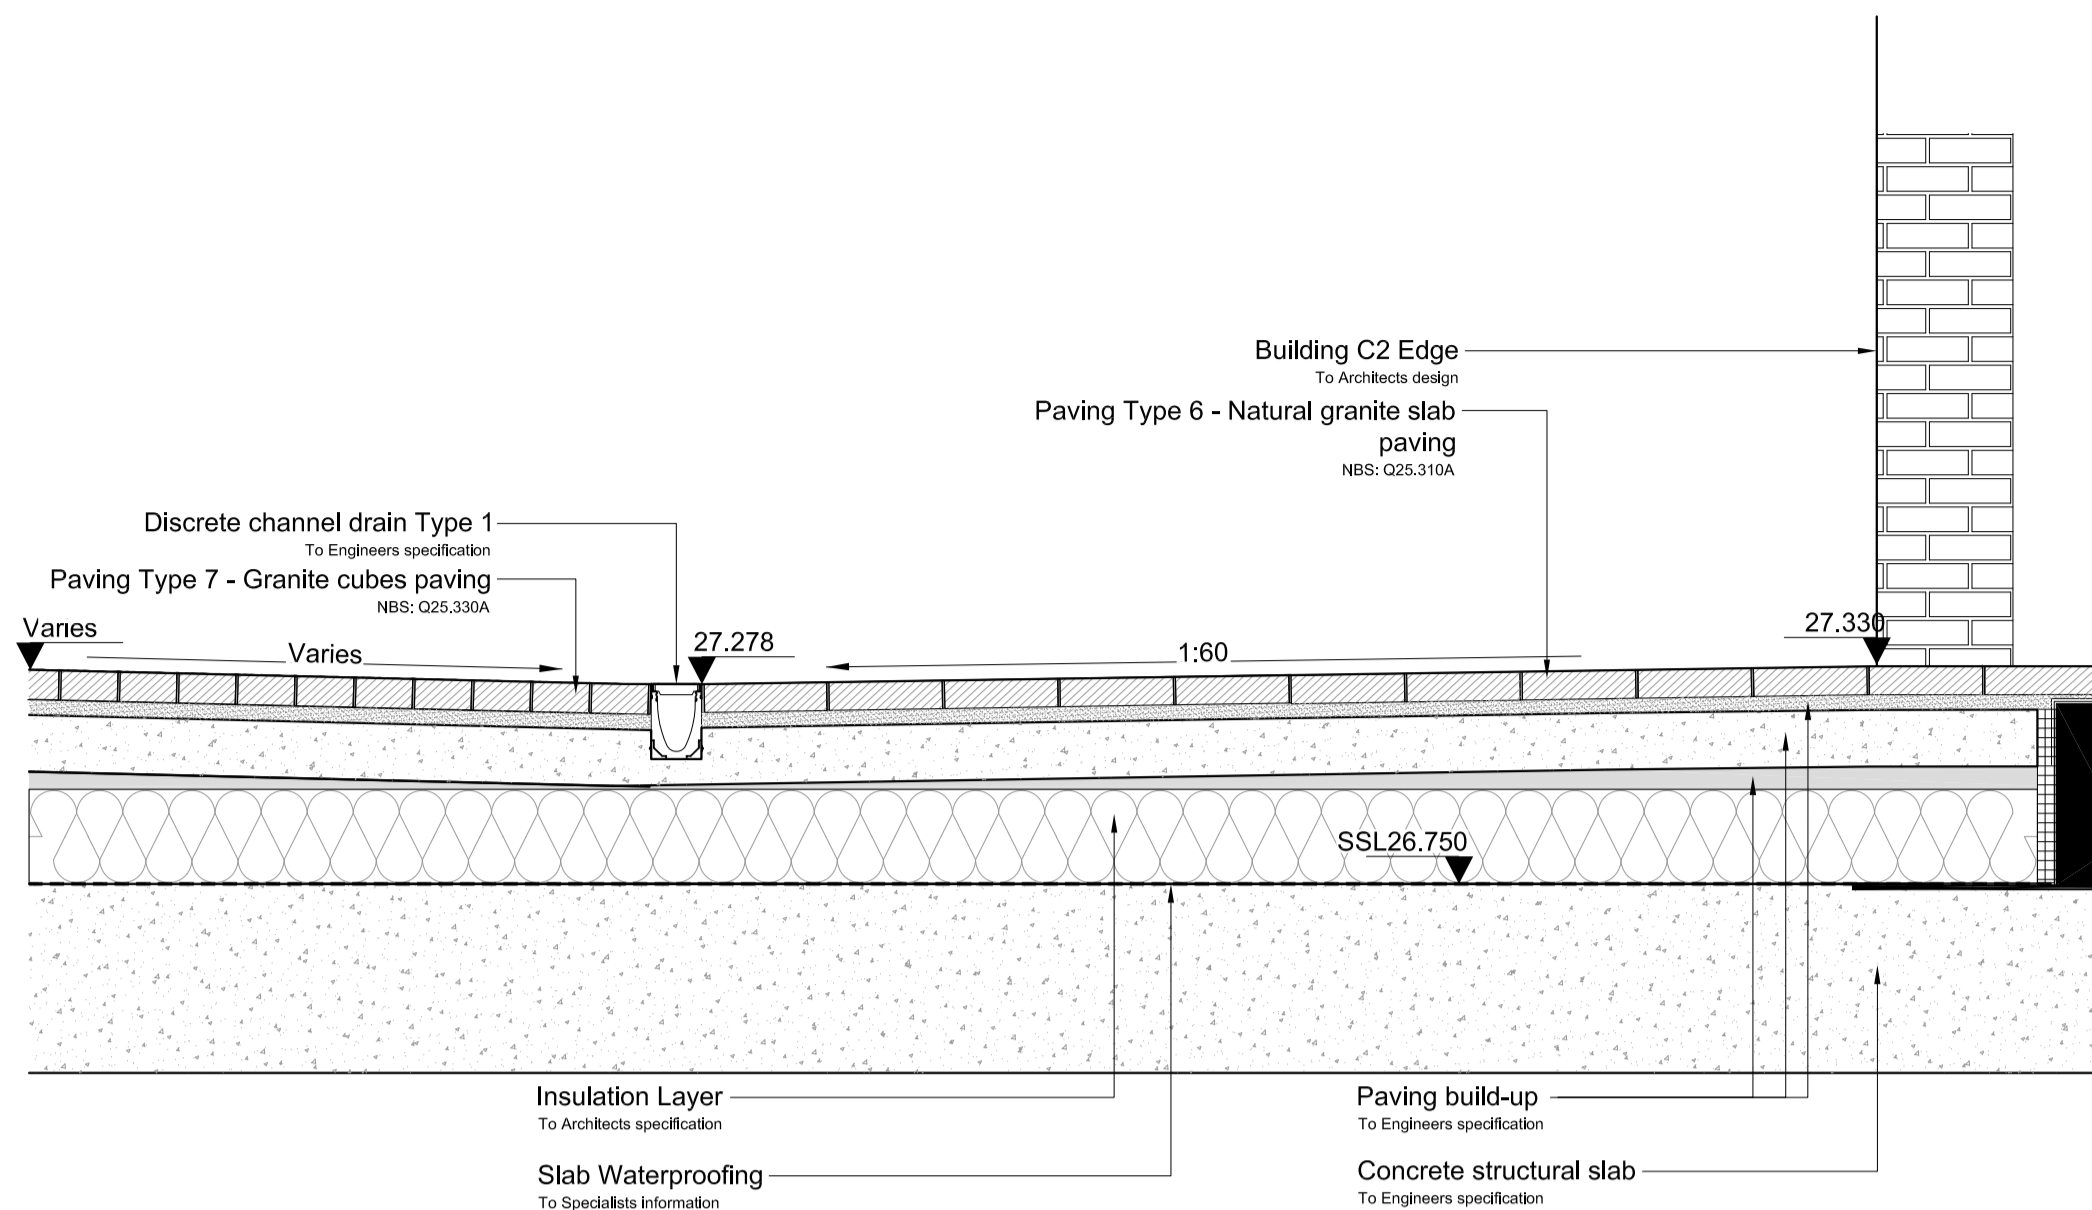 Building C2 Edge
To Architects design
Paving Type 6 - Natural granite slab
paving
NBS: Q25.310A
Discrete channel drain Type 1
To Engineers specification
Paving Type 7 - Granite cubes paving
NBS: Q25.330A
Varies
Varies
27.278
1:60
27.330
SSL26.750
Insulation Layer
To Architects specification
Slab Waterproofing
To Specialists information
Paving build-up
To Engineers specification
Concrete structural slab
To Engineers specification